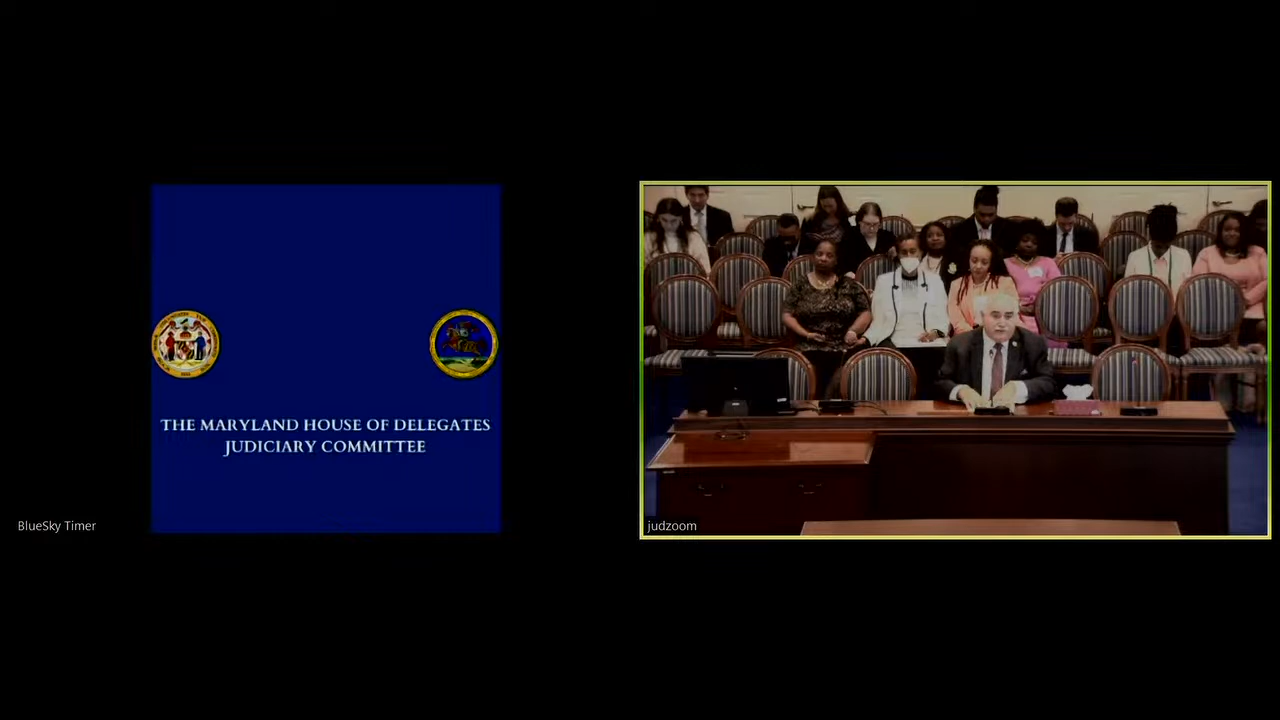 THE MARYLAND HOUSE OF DELEGATES
JUDICIARY COMMITTEE
BlueSky Timer
judzoom